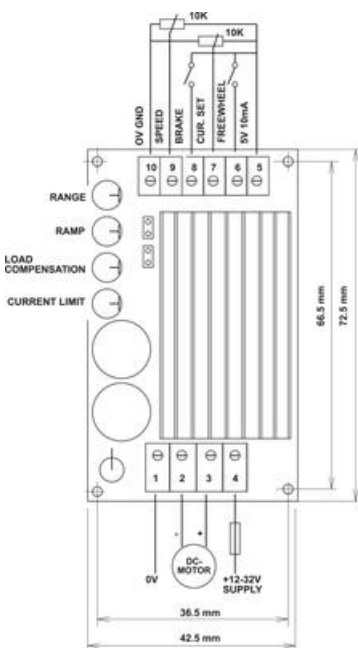 10K
10K
OV GND
SPEED
BRAKE
CUR. SET
FREEWHEEL
5V 10mA
10 9 8 7 6 5
RANGE
RAMP
LOAD
COMPENSATION
CURRENT LIMIT
66.5 mm
72.5 mm
1 2 3 4
- +
DC-
MOTOR
0V
+12-32V
SUPPLY
36.5 mm
42.5 mm